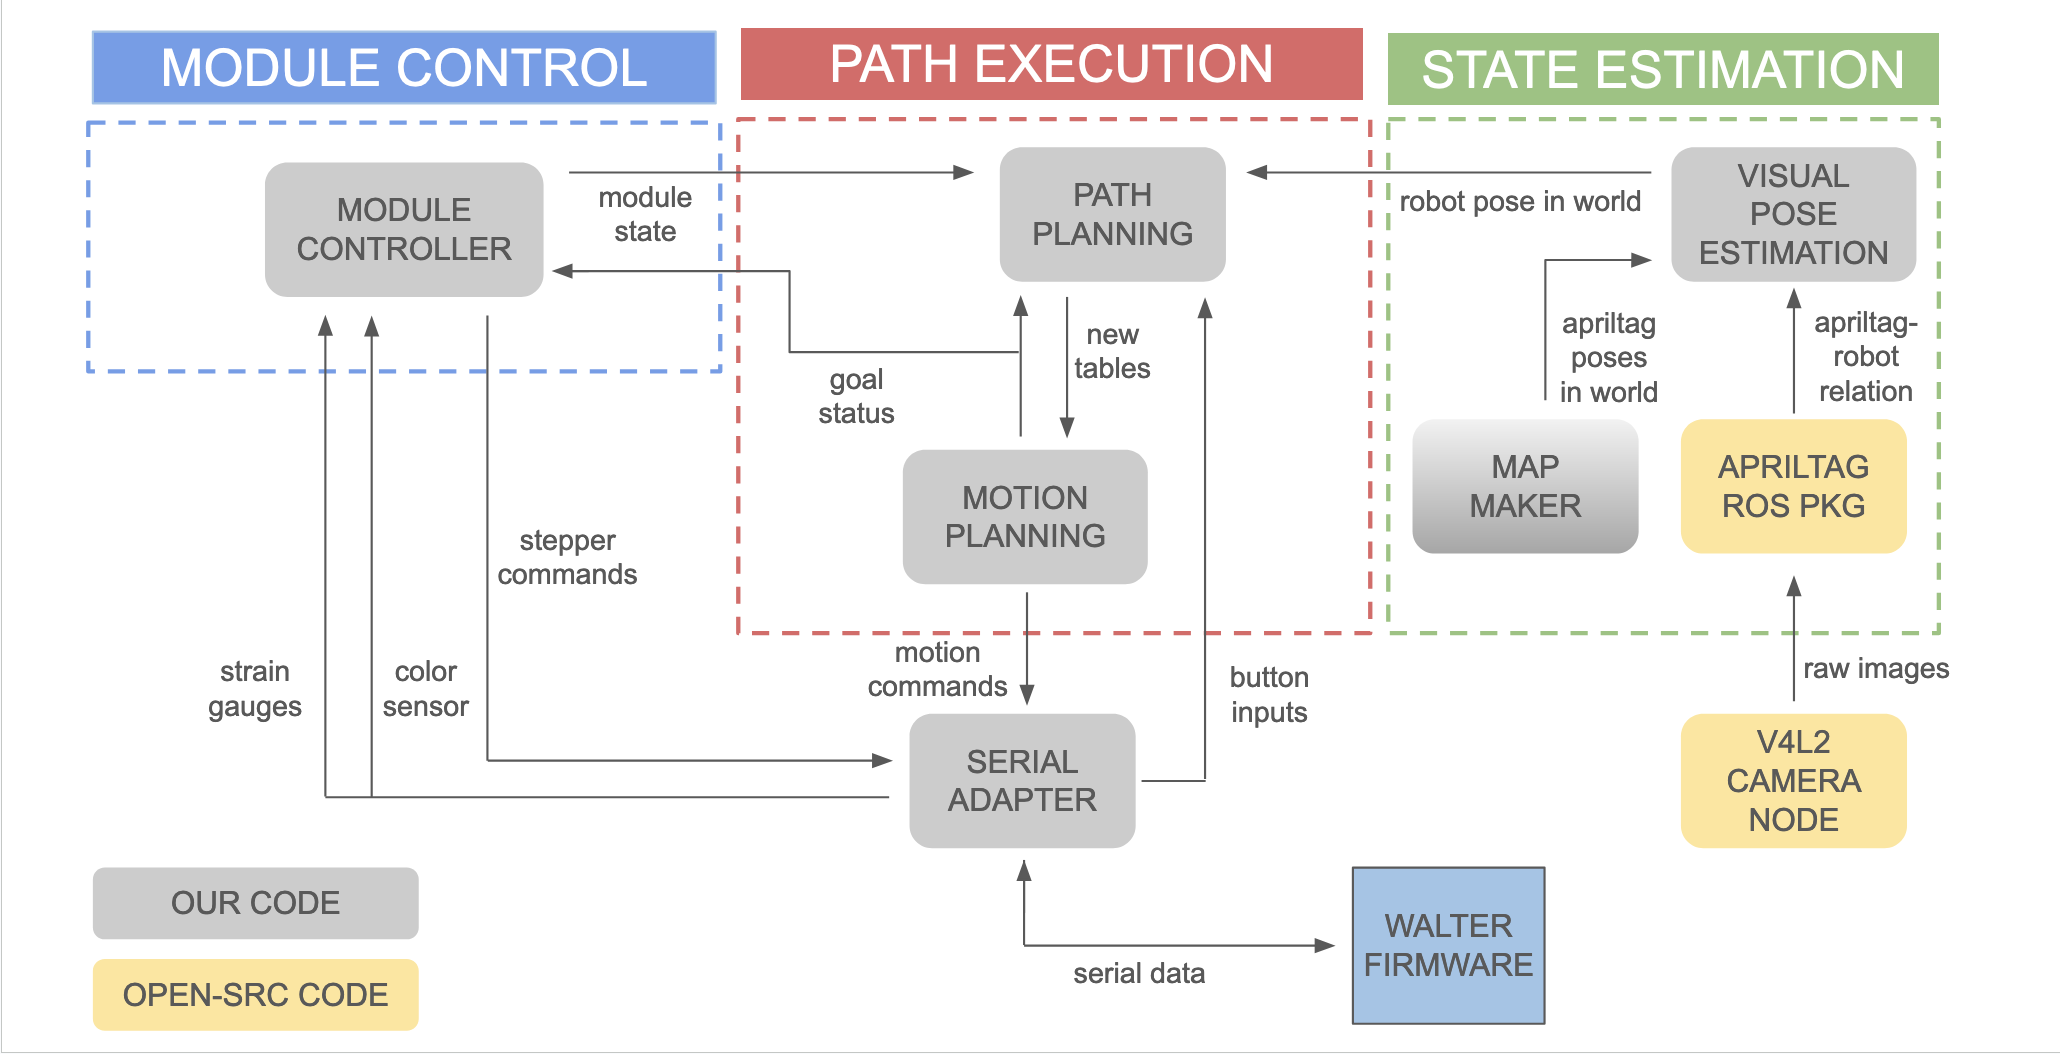 MODULE CONTROL
PATH EXECUTION
STATE ESTIMATION
MODULE
CONTROLLER
module
state
PATH
PLANNING
robot pose in world
VISUAL
POSE
ESTIMATION
goal
status
new
tables
apriltag
poses
in world
apriltag-
robot
relation
MOTION
PLANNING
MAP
MAKER
APRILTAG
ROS PKG
stepper
commands
strain
gauges
color
sensor
motion
commands
button
inputs
raw images
SERIAL
ADAPTER
V4L2
CAMERA
NODE
OUR CODE
OPEN-SRC CODE
serial data
WALTER
FIRMWARE